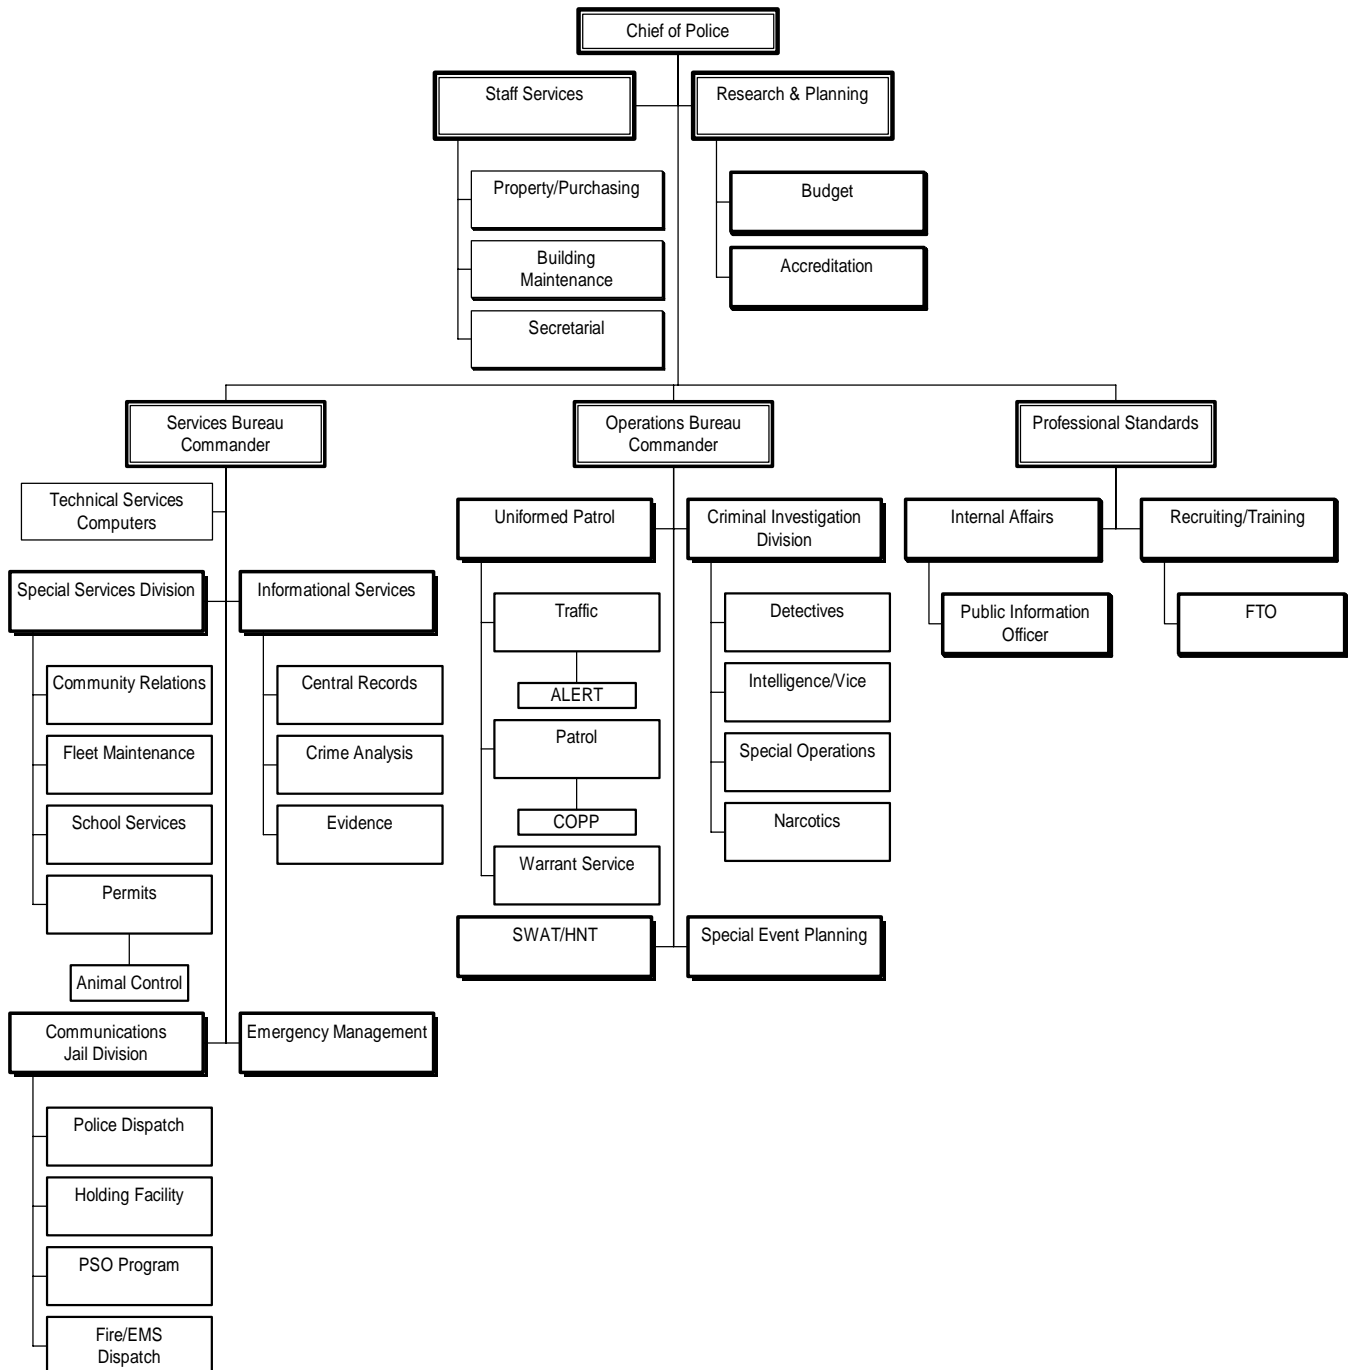 Chief of Police
Staff Services
Research & Planning
Property/Purchasing
Building
Maintenance
Secretarial
Budget
Accreditation
Services Bureau
Commander
Operations Bureau
Commander
Professional Standards
Technical Services
Computers
Special Services Division
Informational Services
Community Relations
Fleet Maintenance
School Services
Permits
Animal Control
Central Records
Crime Analysis
Evidence
Communications
Jail Division
Emergency Management
Police Dispatch
Holding Facility
PSO Program
Fire/EMS
Dispatch
Uniformed Patrol
Criminal Investigation
Division
Traffic
ALERT
Patrol
COPP
Warrant Service
Detectives
Intelligence/Vice
Special Operations
Narcotics
SWAT/HNT
Special Event Planning
Internal Affairs
Recruiting/Training
Public Information
Officer
FTO